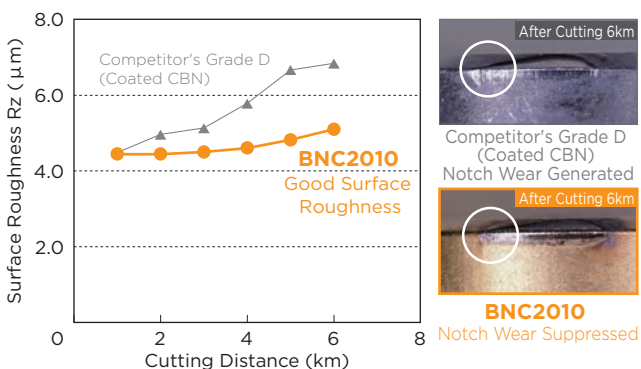 Surface Roughness Rz (μm)
8.0
6.0
4.0
2.0
0
2
4
6
8
Cutting Distance (km)
Competitor's Grade D
(Coated CBN)
BNC2010
Good Surface
Roughness
After Cutting 6km
Competitor's Grade D
(Coated CBN)
Notch Wear Generated
After Cutting 6km
BNC2010
Notch Wear Suppressed